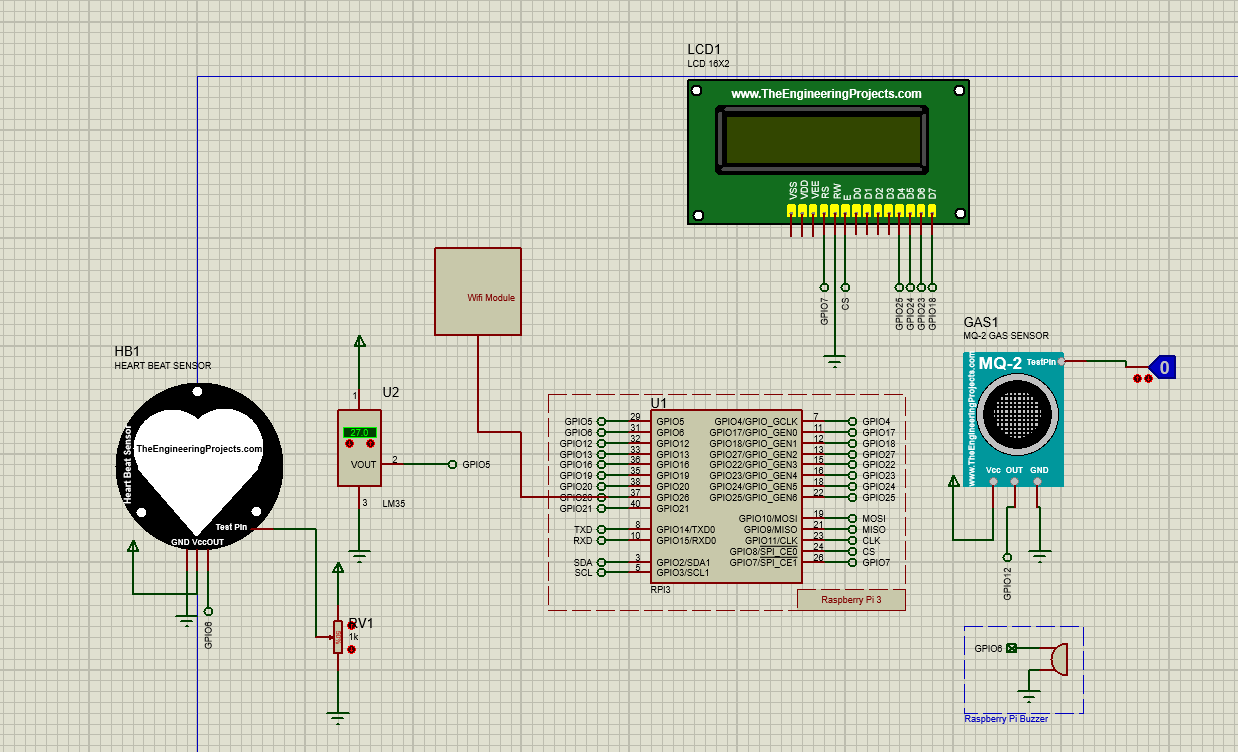 LCD1
LCD 16X2
www.TheEngineeringProjects.com
VSS
VDD
VEE
RS
RW
E
D0
D1
D2
D3
D4
D5
D6
D7
GPIO7
CS
GPIO25
GPIO24
GPIO23
GPIO18
Wifi Module
GAS1
MQ-2 GAS SENSOR
MQ-2
TestPin
0
www.TheEngineeringProjects.com
Vcc OUT GND
GPIO12
HB1
HEART BEAT SENSOR
TheEngineeringProjects.com
Heart Beat Sensor
Test Pin
GND Vcc OUT
GPIO6
U2
1
27.0
VOUT
2
GPIO5
3
LM35
RV1
1k
U1
GPIO5 29 GPIO5 GPIO4/GPIO_GCLK 7 GPIO4
GPIO6 31 GPIO6 GPIO17/GPIO_GEN0 11 GPIO17
GPIO12 32 GPIO12 GPIO18/GPIO_GEN1 12 GPIO18
GPIO13 33 GPIO13 GPIO27/GPIO_GEN2 13 GPIO27
GPIO16 36 GPIO16 GPIO22/GPIO_GEN3 15 GPIO22
GPIO19 35 GPIO19 GPIO23/GPIO_GEN4 16 GPIO23
GPIO20 38 GPIO20 GPIO24/GPIO_GEN5 18 GPIO24
37 GPIO26 GPIO25/GPIO_GEN6 22 GPIO25
GPIO21 40 GPIO21
GPIO10/MOSI 19 MOSI
TXD 8 GPIO14/TXD0 GPIO9/MISO 21 MISO
RXD 10 GPIO15/RXD0 GPIO11/CLK 23 CLK
GPIO8/SPI_CE0 24 CS
SDA 3 GPIO2/SDA1 GPIO7/SPI_CE1 26 GPIO7
SCL 5 GPIO3/SCL1
RPI3
Raspberry Pi 3
GPIO6
Raspberry Pi Buzzer